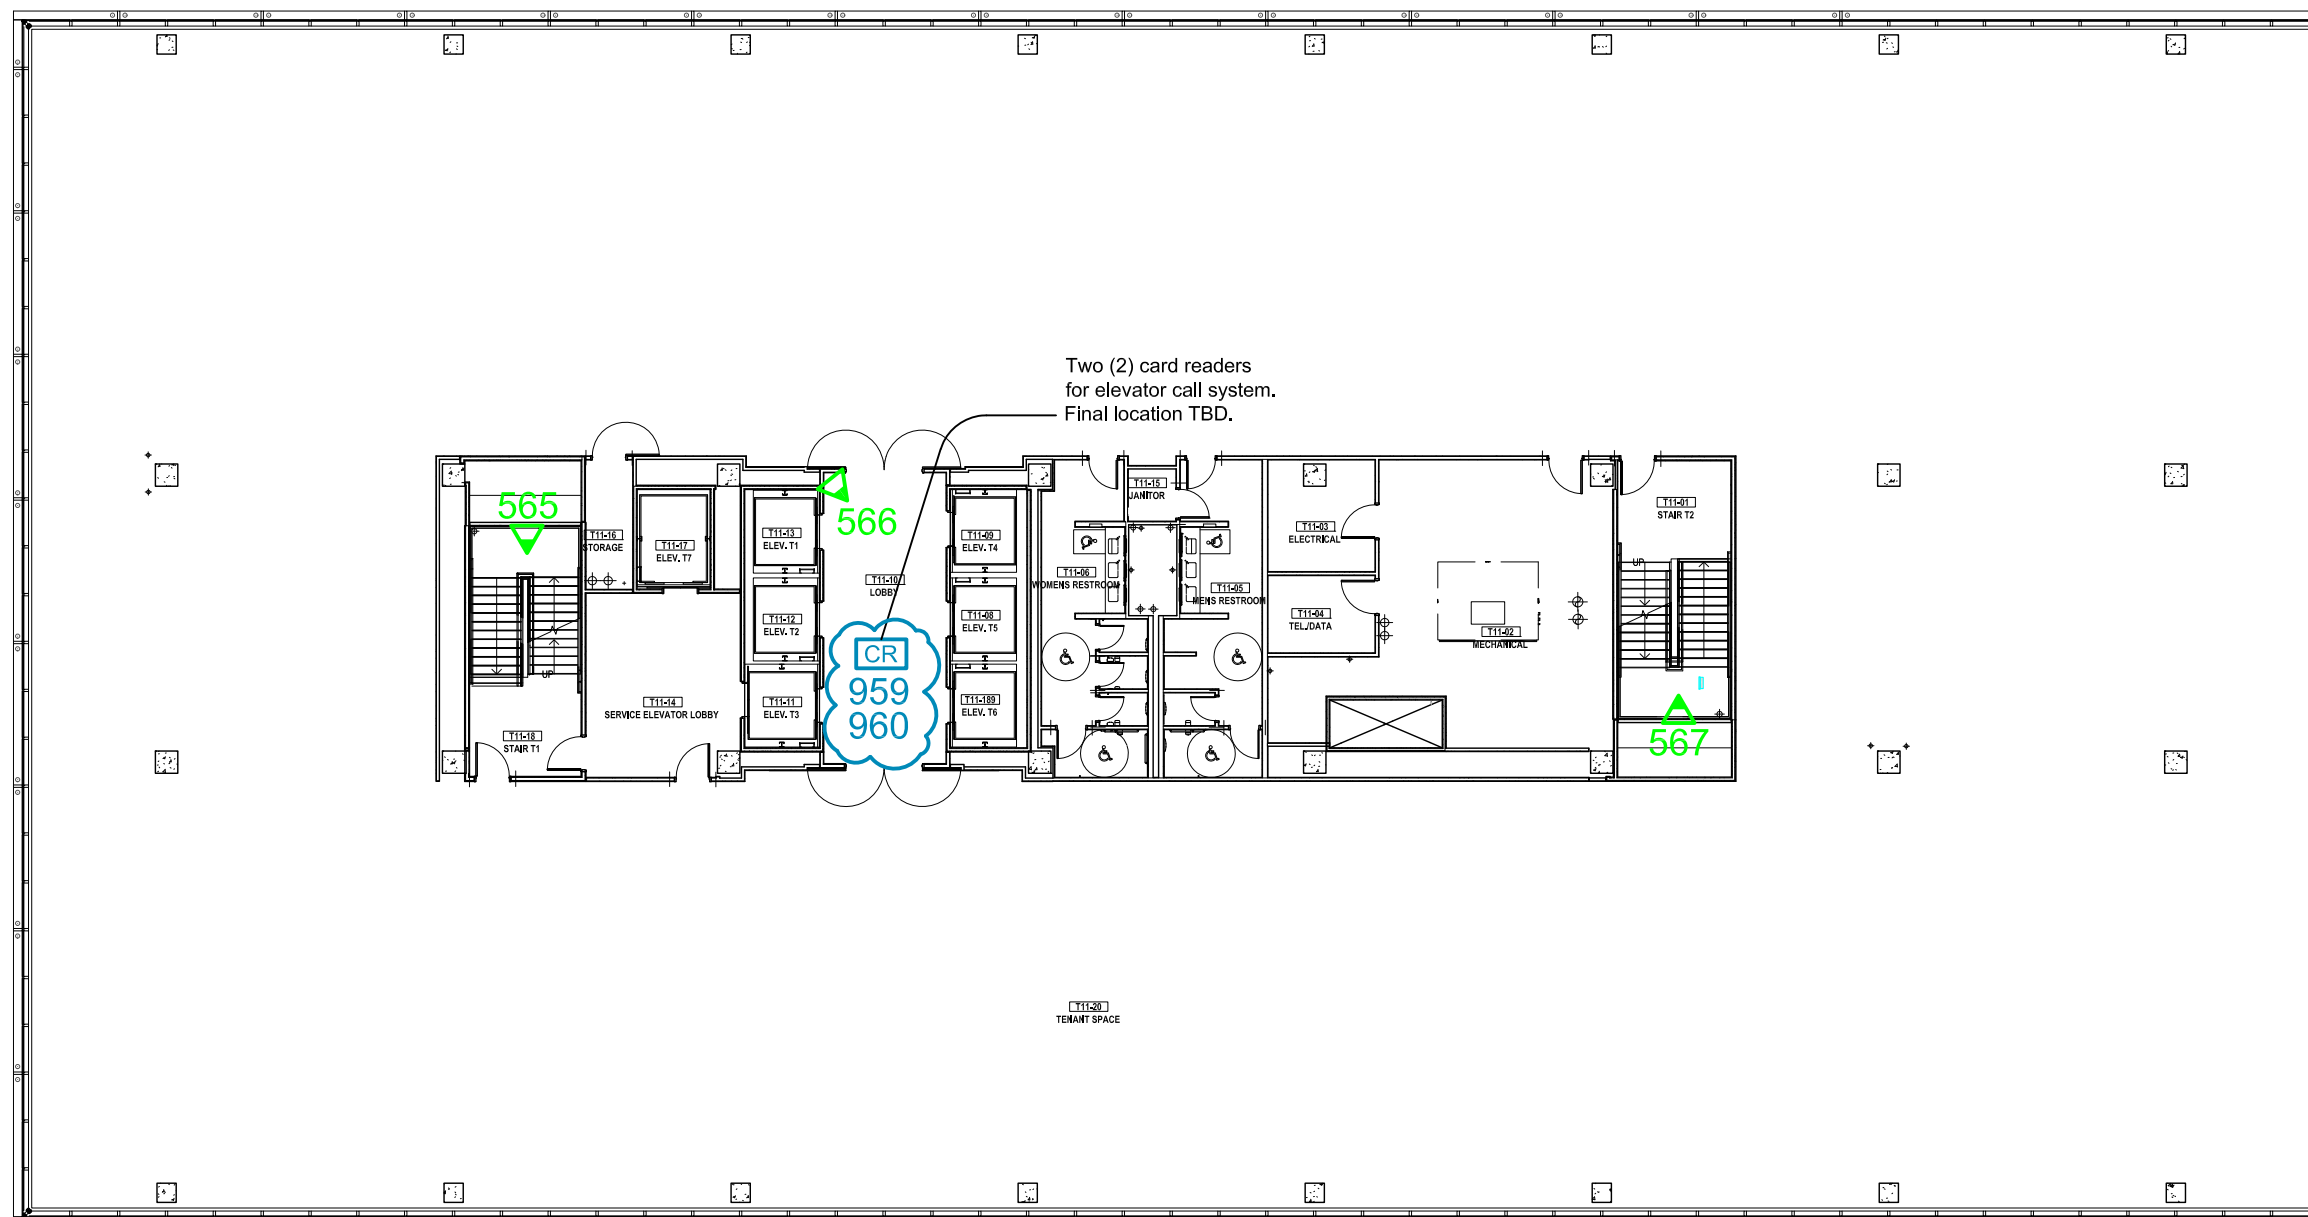 Two (2) card readers
for elevator call system.
Final location TBD.
565
566
567
CR
959
960
T11-16
STORAGE
T11-17
ELEV. T7
T11-13
ELEV. T1
T11-12
ELEV. T2
T11-11
ELEV. T3
T11-10
LOBBY
T11-09
ELEV. T4
T11-08
ELEV. T5
T11-189
ELEV. T6
T11-14
SERVICE ELEVATOR LOBBY
T11-18
STAIR T1
UP
T11-15
JANITOR
T11-06
WOMENS RESTROOM
T11-05
MENS RESTROOM
T11-03
ELECTRICAL
T11-04
TEL./DATA
T11-02
MECHANICAL
T11-01
STAIR T2
UP
T11-20
TENANT SPACE